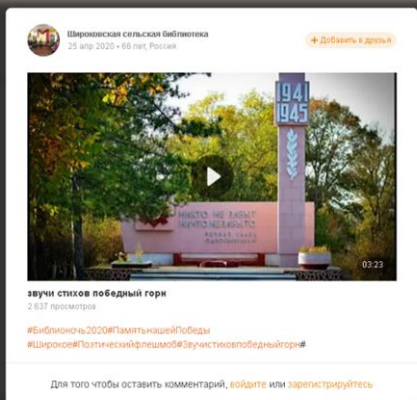 Широковская сельская библиотека
25 апр 2020 • 66 лет, Россия
+ Добавить в друзья
1941
1945
НИКТО НЕ ЗАБЫТ
НИЧТО НЕ ЗАБЫТО
03:23
звучи стихов победный горн
2 637 просмотров
#Библионочь2020#ПамятьнашейПобеды
#Широкое#Поэтическийфлешмоб#Звучистиховпобедныйгорн#
Для того чтобы оставить комментарий, войдите или зарегистрируйтесь